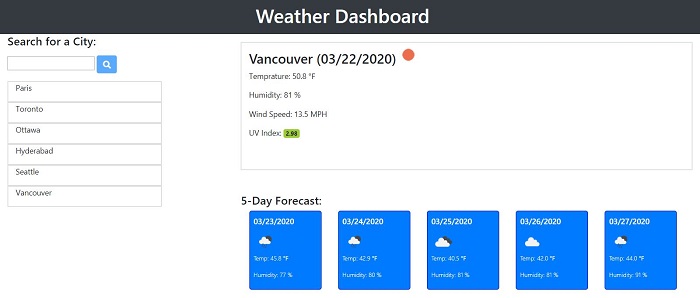 Weather Dashboard
Search for a City:
Paris
Toronto
Ottawa
Hyderabad
Seattle
Vancouver
Vancouver (03/22/2020)
Temprature: 50.8 °F
Humidity: 81 %
Wind Speed: 13.5 MPH
UV Index: 2.98
5-Day Forecast:
03/23/2020
Temp: 45.8 °F
Humidity: 77 %
03/24/2020
Temp: 42.9 °F
Humidity: 80 %
03/25/2020
Temp: 40.5 °F
Humidity: 81 %
03/26/2020
Temp: 42.0 °F
Humidity: 81 %
03/27/2020
Temp: 44.0 °F
Humidity: 91 %